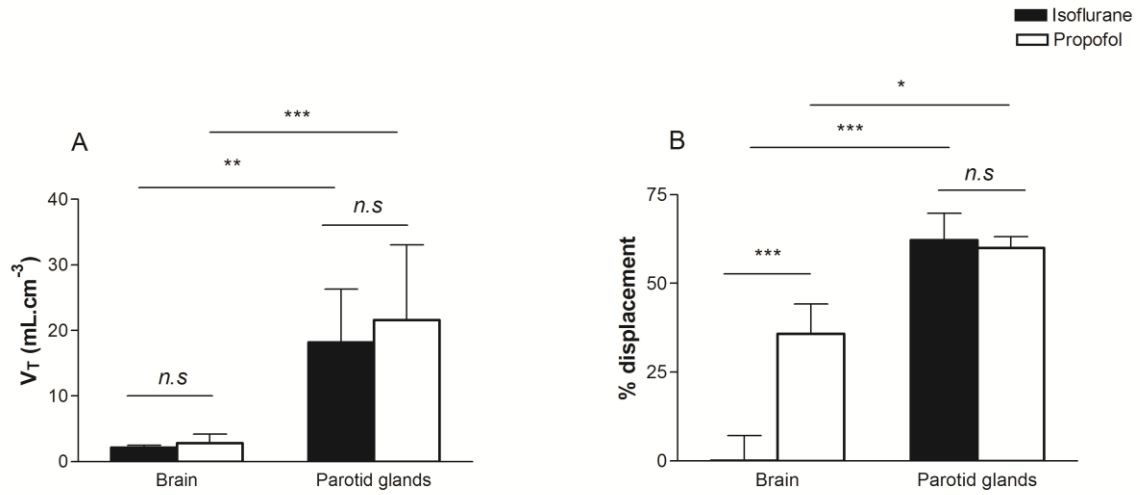 Isoflurane
Propofol
A
***
**
n.s
n.s
40
30
20
10
0
V_T (mL.cm⁻³)
Brain
Parotid glands
B
*
***
n.s
***
75
50
25
0
% displacement
Brain
Parotid glands